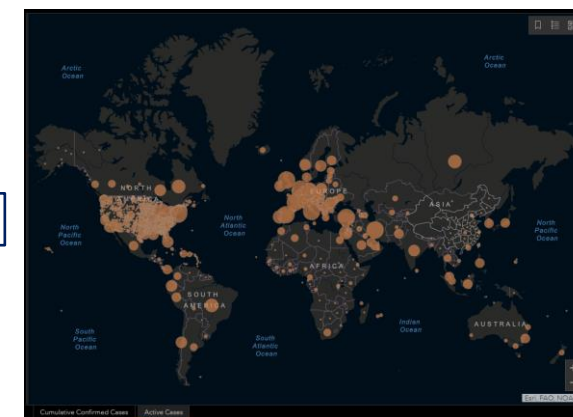 Arctic
Ocean
Arctic
Ocean
NORTH
AMERICA
EUROPE
ASIA
North
Pacific
Ocean
North
Atlantic
Ocean
North
Pacific
Ocean
AFRICA
SOUTH
AMERICA
Indian
Ocean
AUSTRALIA
South
Pacific
Ocean
South
Atlantic
Ocean
Esri, FAO, NOA
Cumulative Confirmed Cases
Active Cases